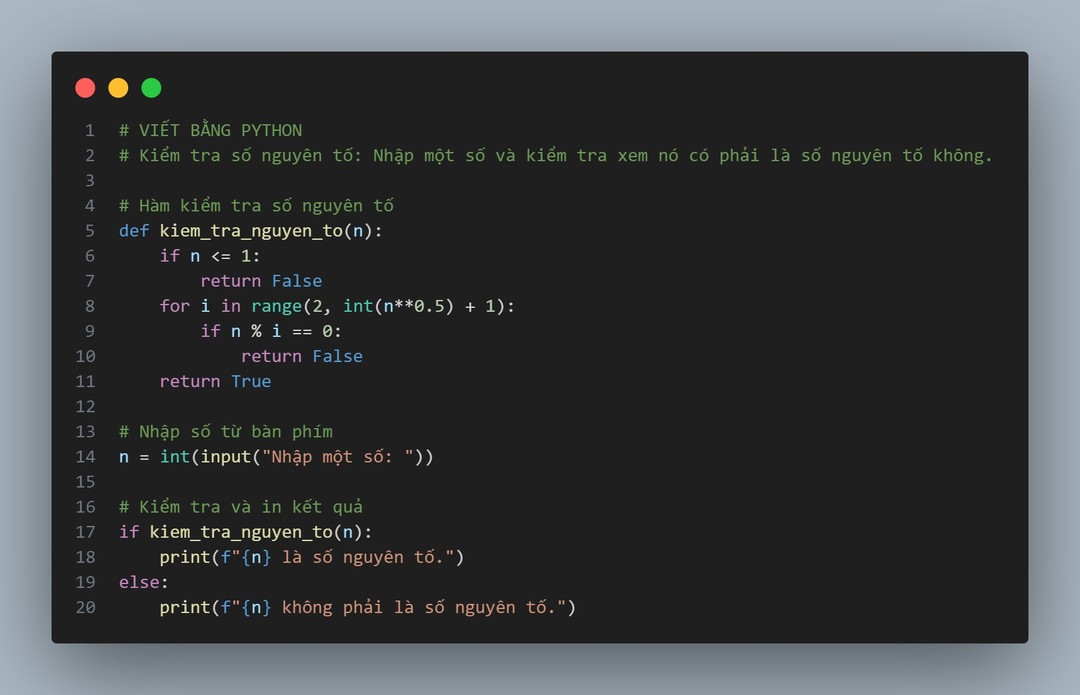 1 # VIẾT BẰNG PYTHON
2 # Kiểm tra số nguyên tố: Nhập một số và kiểm tra xem nó có phải là số nguyên tố không.
3
4 # Hàm kiểm tra số nguyên tố
5 def kiem_tra_nguyen_to(n):
6     if n <= 1:
7         return False
8     for i in range(2, int(n**0.5) + 1):
9         if n % i == 0:
10             return False
11     return True
12
13 # Nhập số từ bàn phím
14 n = int(input("Nhập một số: "))
15
16 # Kiểm tra và in kết quả
17 if kiem_tra_nguyen_to(n):
18     print(f"{n} là số nguyên tố.")
19 else:
20     print(f"{n} không phải là số nguyên tố.")